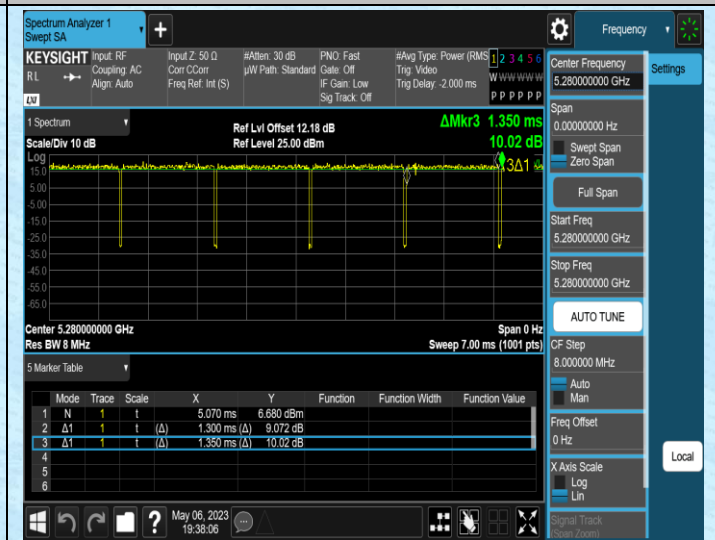 Spectrum Analyzer 1
Swept SA
+
Frequency
KEYSIGHT
RL
LXI
Input: RF
Coupling: AC
Align: Auto
Input Z: 50 Ω
Corr CCorr
Freq Ref: Int (S)
#Atten: 30 dB
µW Path: Standard
PNO: Fast
Gate: Off
IF Gain: Low
Sig Track: Off
#Avg Type: Power (RMS
Trig: Video
Trig Delay: -2.000 ms
1 2 3 4 5 6
W W W W W W
P P P P P P
1 Spectrum
Scale/Div 10 dB
Ref Lvl Offset 12.18 dB
Ref Level 25.00 dBm
ΔMkr3 1.350 ms
10.02 dB
Log
15.0
5.00
-5.00
-15.0
-25.0
-35.0
-45.0
-55.0
-65.0
3Δ1
Center 5.280000000 GHz
Span 0 Hz
Res BW 8 MHz
Sweep 7.00 ms (1001 pts)
5 Marker Table
Mode Trace Scale X Y Function Function Width Function Value
1 N 1 t 5.070 ms 6.680 dBm
2 Δ1 1 t (Δ) 1.300 ms (Δ) 9.072 dB
3 Δ1 1 t (Δ) 1.350 ms (Δ) 10.02 dB
4
5
6
?
May 06, 2023
19:38:06
Center Frequency
5.280000000 GHz
Settings
Span
0.00000000 Hz
Swept Span
Zero Span
Full Span
Start Freq
5.280000000 GHz
Stop Freq
5.280000000 GHz
AUTO TUNE
CF Step
8.000000 MHz
Auto
Man
Freq Offset
0 Hz
Local
X Axis Scale
Log
Lin
Signal Track
(Span Zoom)